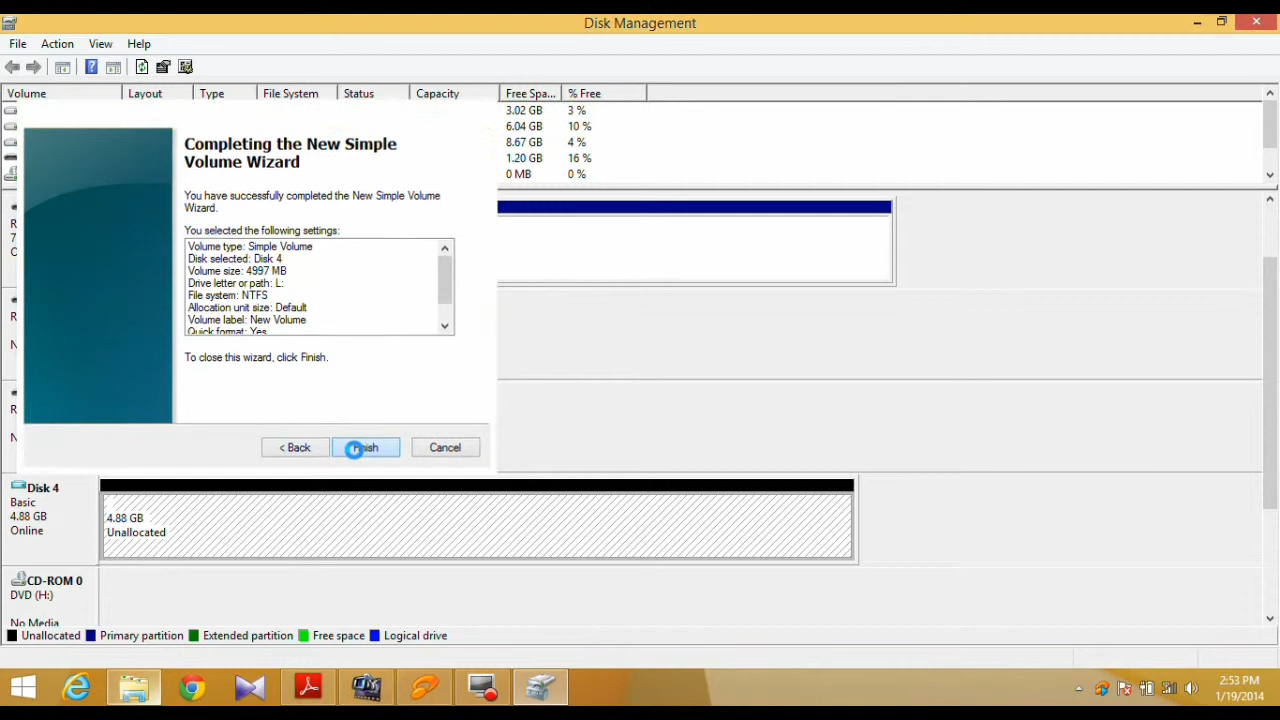 Disk Management
File Action View Help
Volume Layout Type File System Status Capacity Free Spa... % Free
3.02 GB 3 %
6.04 GB 10 %
8.67 GB 4 %
1.20 GB 16 %
0 MB 0 %
Completing the New Simple
Volume Wizard
You have successfully completed the New Simple Volume
Wizard.
You selected the following settings:
Volume type: Simple Volume
Disk selected: Disk 4
Volume size: 4997 MB
Drive letter or path: L:
File system: NTFS
Allocation unit size: Default
Volume label: New Volume
Quick format: Yes
To close this wizard, click Finish.
< Back Finish Cancel
R
7
O
R
N
R
N
Disk 4
Basic
4.88 GB
Online
4.88 GB
Unallocated
CD-ROM 0
DVD (H:)
No Media
Unallocated Primary partition Extended partition Free space Logical drive
2:53 PM
1/19/2014